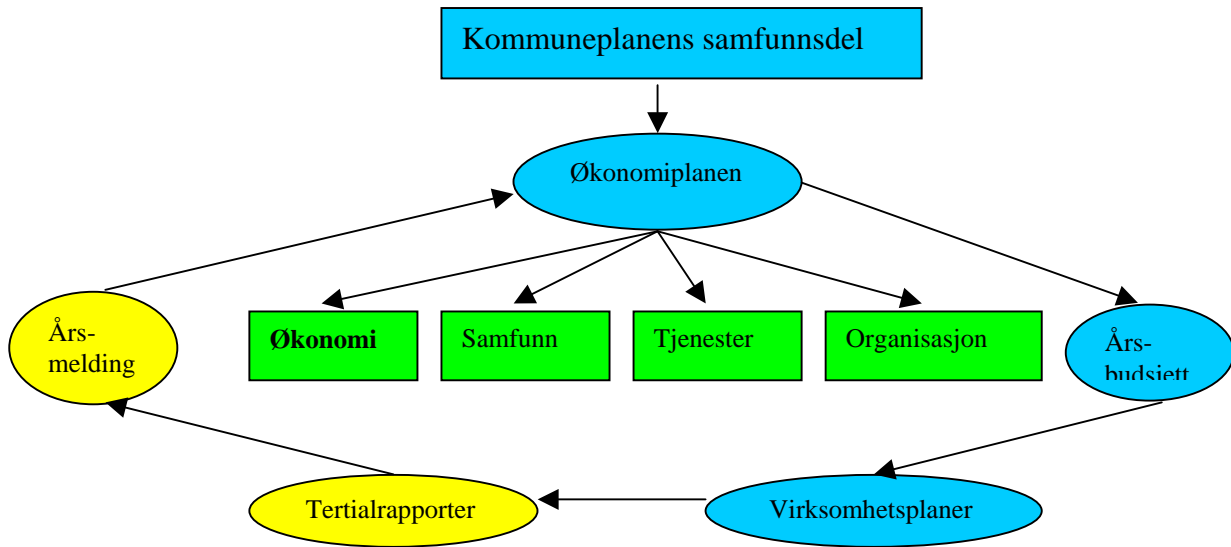 Kommuneplanens samfunnsdel
Økonomiplanen
Års-
melding
Økonomi
Samfunn
Tjenester
Organisasjon
Års-
budsjett
Tertialrapporter
Virksomhetsplaner